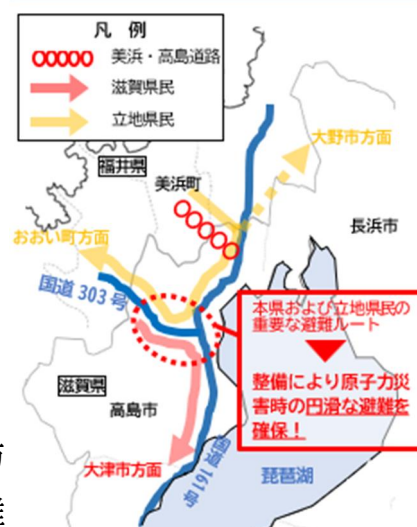 凡例
美浜・高島道路
滋賀県民
立地県民
大野市方面
福井県
美浜町
長浜市
おおい町方面
国道303号
本県および立地県民の
重要な避難ルート
整備により原子力災
害時の円滑な避難を
確保!
滋賀県
高島市
大津市方面
国道161号
琵琶湖